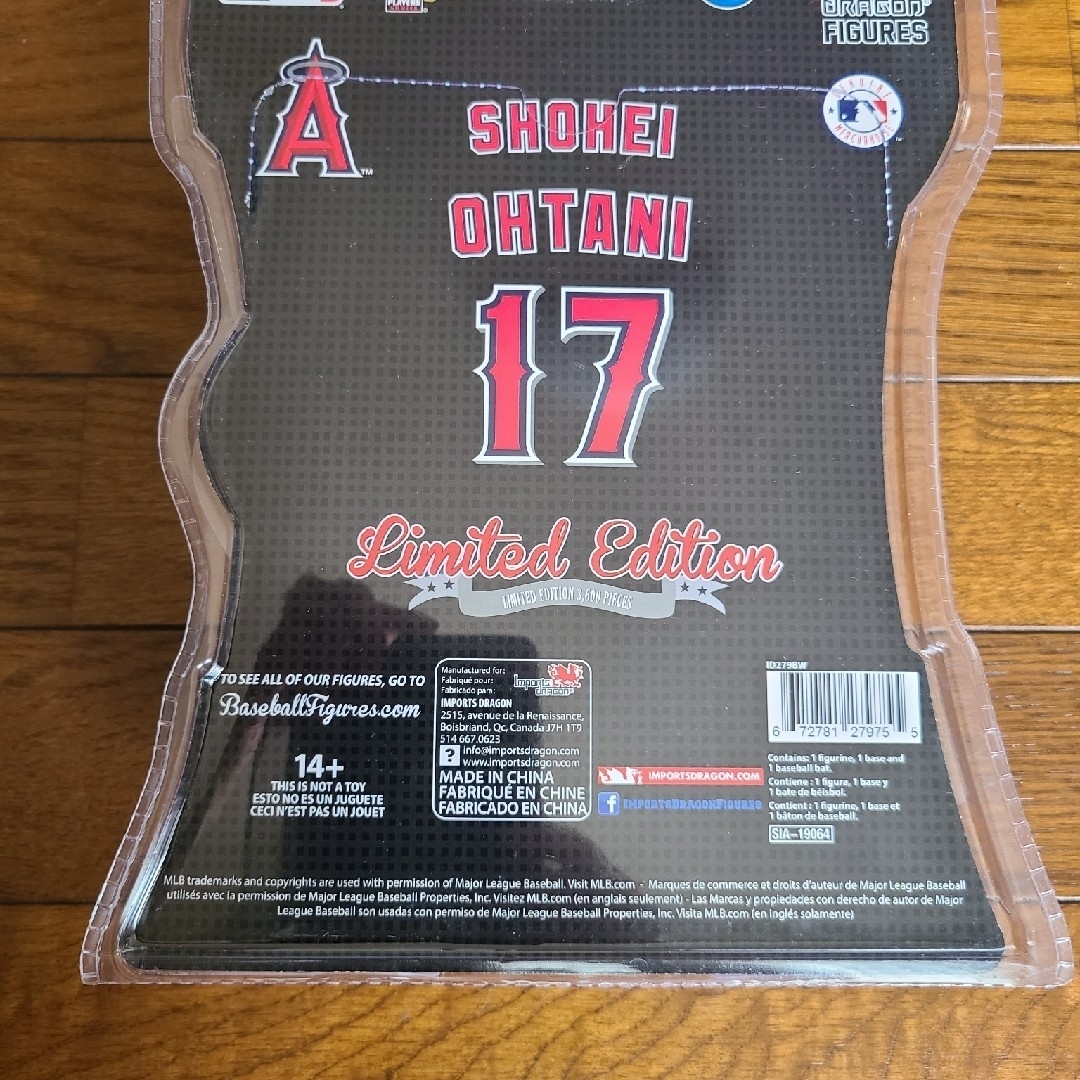 PLAYERS
CHOICE
DRAGON
FIGURES
A
TM
GENUINE
MERCHANDISE
SHOHEI
OHTANI
17
Limited Edition
LIMITED EDITION 3,500 PIECES
TO SEE ALL OF OUR FIGURES, GO TO
BaseballFigures.com
14+
THIS IS NOT A TOY
ESTO NO ES UN JUGUETE
CECI N'EST PAS UN JOUET
Manufactured for:
Fabriqué pour:
Fabricado para:
Imports
dragon
IMPORTS DRAGON
2515, avenue de la Renaissance,
Boisbriand, Qc, Canada J7H 1T9
514 667.0623
? info@importsdragon.com
www.importsdragon.com
MADE IN CHINA
FABRIQUÉ EN CHINE
FABRICADO EN CHINA
IMPORTSDRAGON.COM
f IMPORTSDRAGONFIGURES
ID279BW
6 72781 27975 5
Contains: 1 figurine, 1 base and
1 baseball bat.
Contiene: 1 figura, 1 base y
1 bate de béisbol.
Contient: 1 figurine, 1 base et
1 bâton de baseball.
SIA-19064
MLB trademarks and copyrights are used with permission of Major League Baseball. Visit MLB.com - Marques de commerce et droits d'auteur de Major League Baseball
utilisés avec la permission de Major League Baseball Properties, Inc. Visitez MLB.com (en anglais seulement) - Las Marcas y propiedades con derecho de autor de Major
League Baseball son usadas con permiso de Major League Baseball Properties, Inc. Visita MLB.com (en inglés solamente)